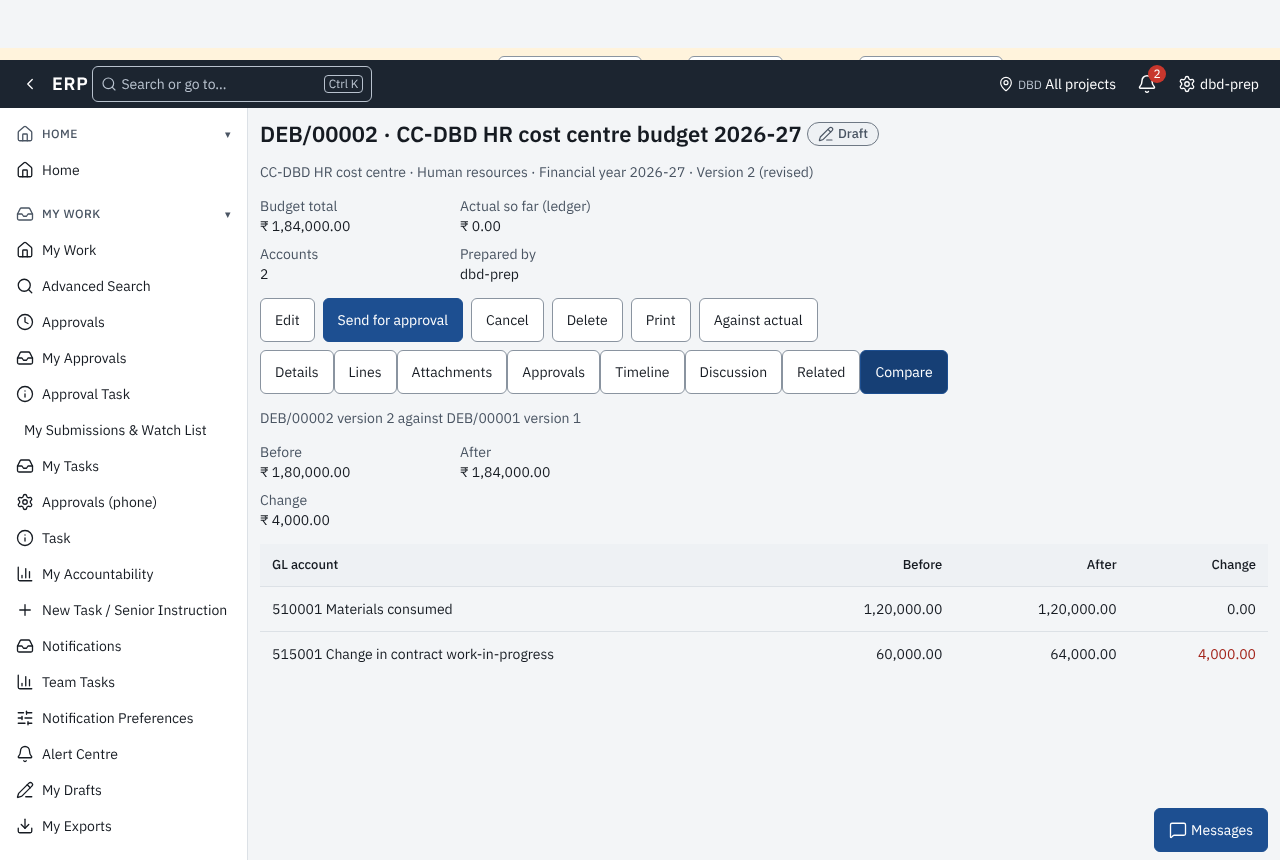 ERP
Search or go to...
Ctrl K
DBD All projects
2
dbd-prep
HOME
Home
MY WORK
My Work
Advanced Search
Approvals
My Approvals
Approval Task
My Submissions & Watch List
My Tasks
Approvals (phone)
Task
My Accountability
New Task / Senior Instruction
Notifications
Team Tasks
Notification Preferences
Alert Centre
My Drafts
My Exports
DEB/00002 · CC-DBD HR cost centre budget 2026-27
Draft
CC-DBD HR cost centre · Human resources · Financial year 2026-27 · Version 2 (revised)
Budget total Actual so far (ledger)
₹ 1,84,000.00 ₹ 0.00
Accounts Prepared by
2 dbd-prep
Edit Send for approval Cancel Delete Print Against actual
Details Lines Attachments Approvals Timeline Discussion Related Compare
DEB/00002 version 2 against DEB/00001 version 1
Before After
₹ 1,80,000.00 ₹ 1,84,000.00
Change
₹ 4,000.00
GL account Before After Change
510001 Materials consumed 1,20,000.00 1,20,000.00 0.00
515001 Change in contract work-in-progress 60,000.00 64,000.00 4,000.00
Messages